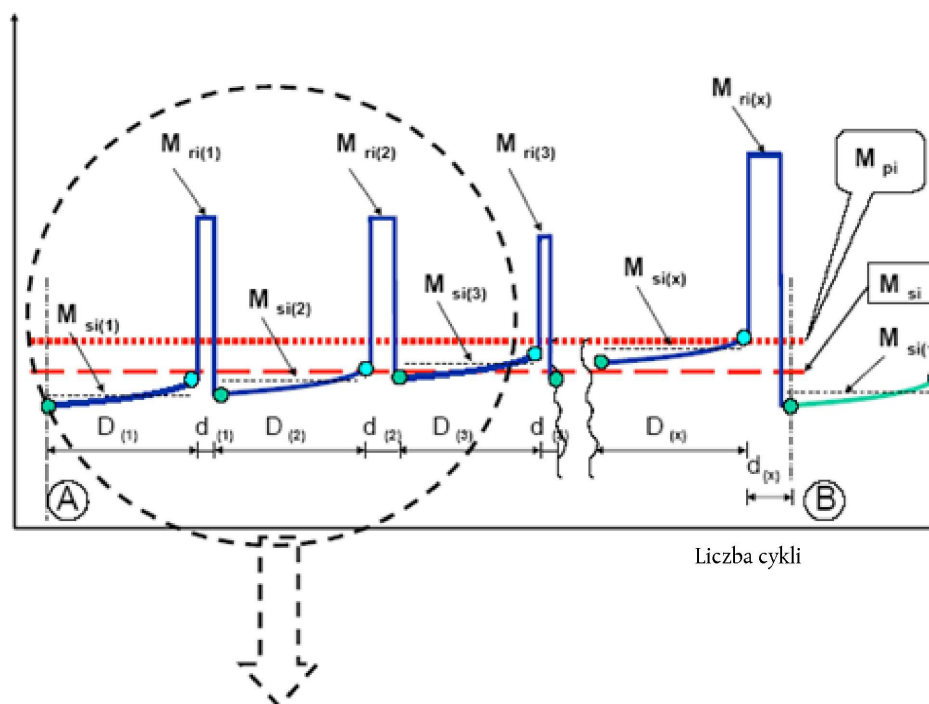 M ri(x)
M ri(1)
M ri(2)
M ri(3)
M pi
M si(1)
M si(2)
M si(3)
M si(x)
M si
M si(
D (1)
d (1)
D (2)
d (2)
D (3)
d
D (x)
d (x)
A
B
Liczba cykli